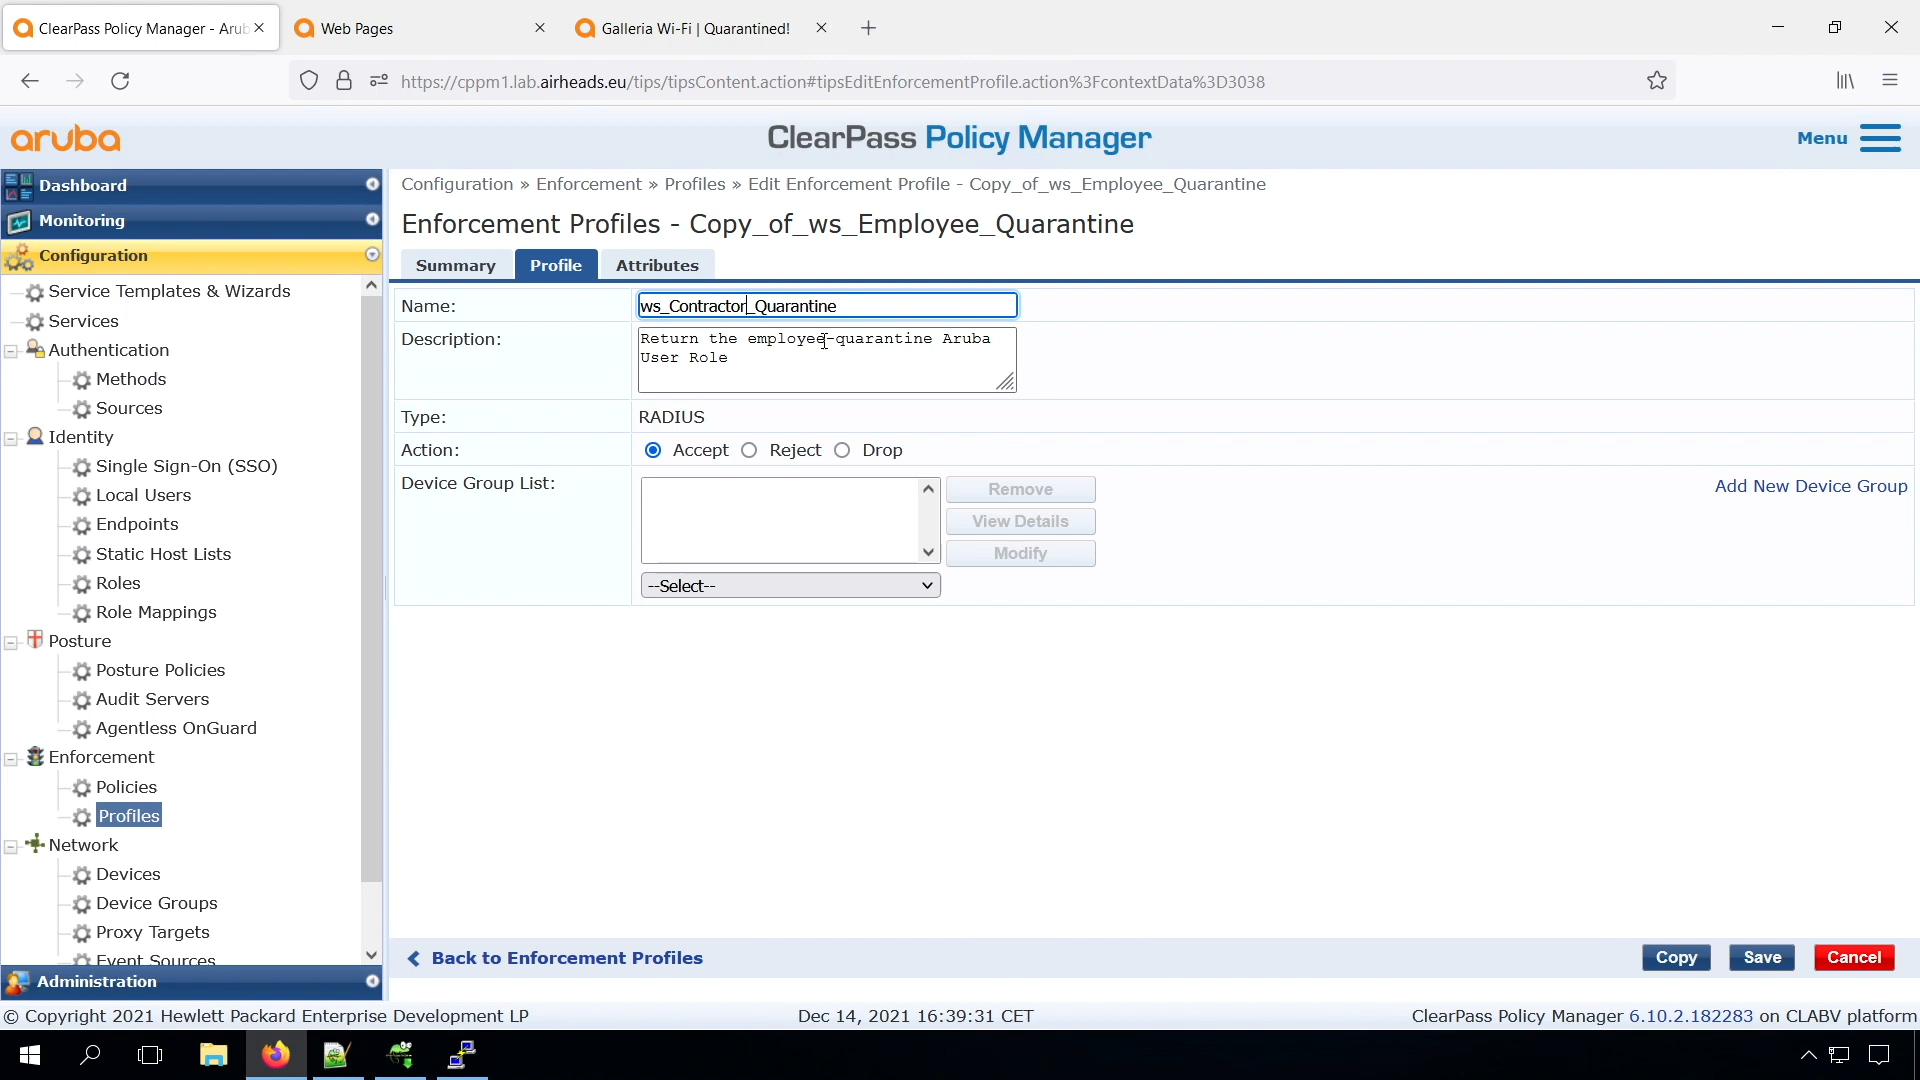 ClearPass Policy Manager - Arub
Web Pages
Galleria Wi-Fi | Quarantined!
https://cppm1.lab.airheads.eu/tips/tipsContent.action#tipsEditEnforcementProfile.action%3FcontextData%3D3038
aruba
ClearPass Policy Manager
Menu
Dashboard
Monitoring
Configuration
Service Templates & Wizards
Services
Authentication
Methods
Sources
Identity
Single Sign-On (SSO)
Local Users
Endpoints
Static Host Lists
Roles
Role Mappings
Posture
Posture Policies
Audit Servers
Agentless OnGuard
Enforcement
Policies
Profiles
Network
Devices
Device Groups
Proxy Targets
Event Sources
Administration
Configuration » Enforcement » Profiles » Edit Enforcement Profile - Copy_of_ws_Employee_Quarantine
Enforcement Profiles - Copy_of_ws_Employee_Quarantine
Summary
Profile
Attributes
Name:
ws_Contractor_Quarantine
Description:
Return the employee-quarantine Aruba
User Role
Type:
RADIUS
Action:
Accept
Reject
Drop
Device Group List:
Remove
View Details
Modify
Add New Device Group
--Select--
Back to Enforcement Profiles
Copy
Save
Cancel
© Copyright 2021 Hewlett Packard Enterprise Development LP
Dec 14, 2021 16:39:31 CET
ClearPass Policy Manager 6.10.2.182283 on CLABV platform